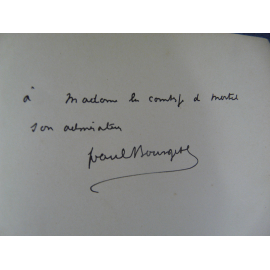 à Madame la comtesse de Martel
son admirateur
Paul Bourget